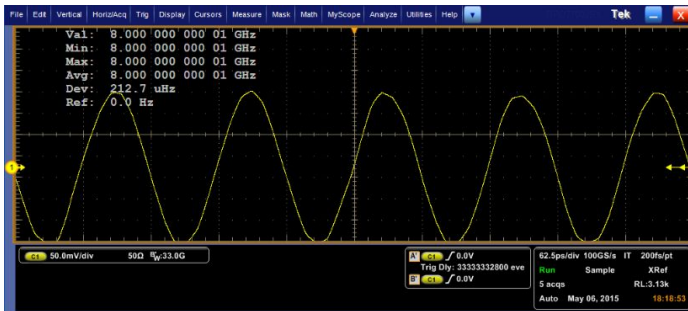 File Edit Vertical Horiz/Acq Trig Display Cursors Measure Mask Math MyScope Analyze Utilities Help Tek X
Val: 8.000 000 000 01 GHz
Min: 8.000 000 000 01 GHz
Max: 8.000 000 000 01 GHz
Avg: 8.000 000 000 01 GHz
Dev: 212.7 uHz
Ref: 0.0 Hz
1
C1 50.0mV/div 50Ω BW:33.0G
A' C1 0.0V
Trig Dly: 33333332800 eve
B' C1 0.0V
62.5ps/div 100GS/s IT 200fs/pt
Run Sample XRef
5 acqs RL:3.13k
Auto May 06, 2015 18:18:53